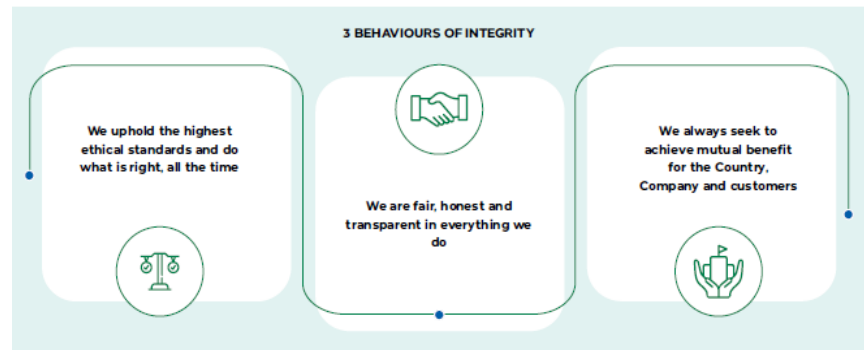 3 BEHAVIOURS OF INTEGRITY
We uphold the highest
ethical standards and do
what is right, all the time
We are fair, honest and
transparent in everything we
do
We always seek to
achieve mutual benefit
for the Country,
Company and customers